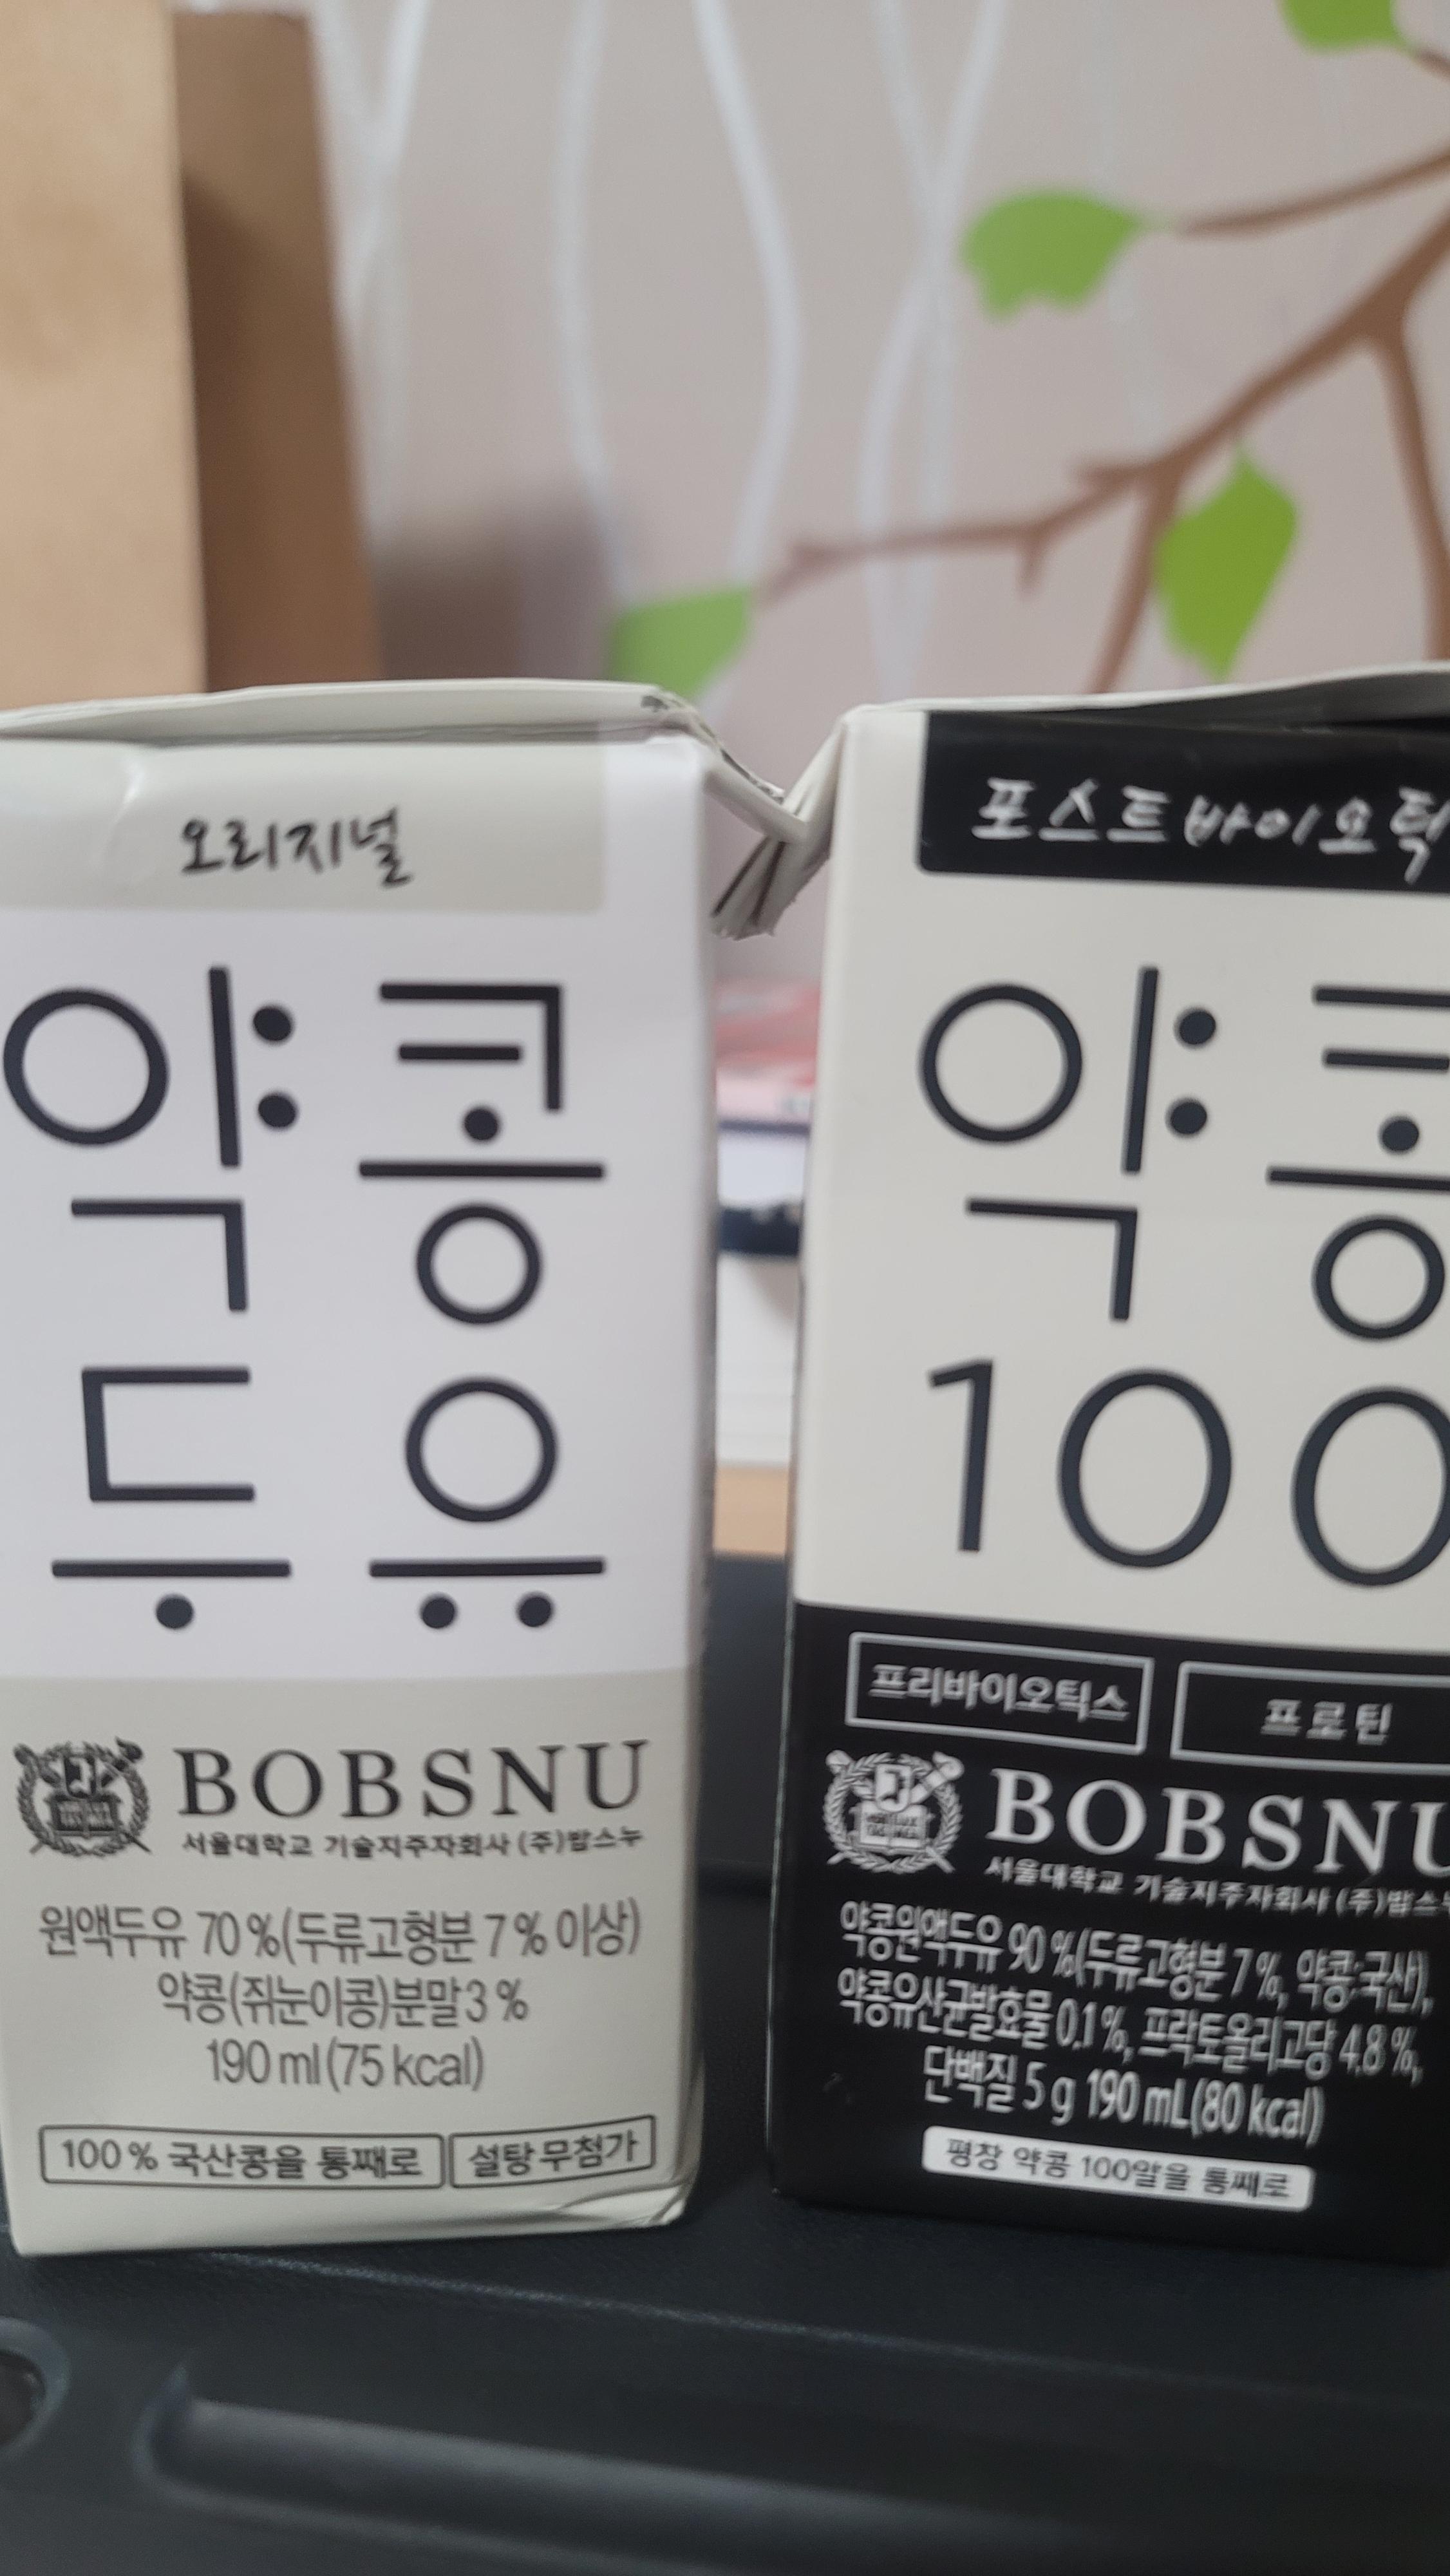 오리지널
약콩
두유
BOBSNU
서울대학교 기술지주자회사 (주)밥스누
원액두유 70 %(두류고형분 7 % 이상)
약콩(쥐눈이콩)분말 3 %
190 ml (75 kcal)
100 % 국산콩을 통째로
설탕 무첨가
포스트바이오틱
약콩
100
프리바이오틱스
프로틴
BOBSNU
서울대학교 기술지주자회사 (주)밥스누
약콩원액두유 90 %(두류고형분 7 %, 약콩:국산),
약콩유산균발효물 0.1 %, 프락토올리고당 4.8 %,
단백질 5 g 190 mL(80 kcal)
평창 약콩 100알을 통째로